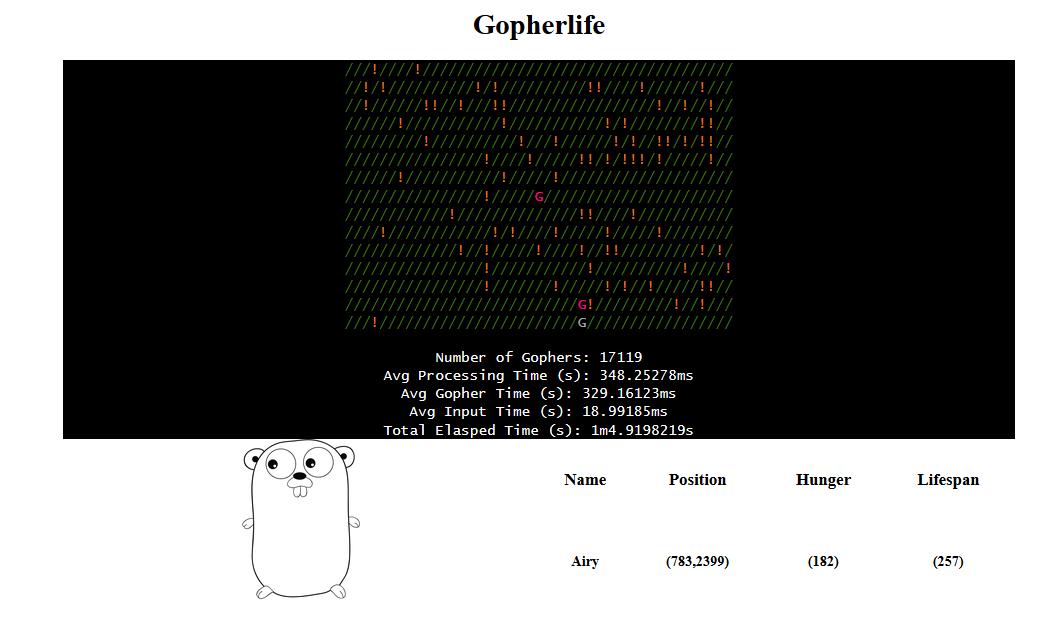 Gopherlife
///!////!////////////////////////////////////
//!/!//////////!/!//////////!!////!//////!///
//!//////!!//!///!!/////////////////!//!//!//
//////!///////////!///////////!/!////////!!//
/////////!//////////!///!//////!/!//!!/!/!!//
////////////////!////!/////!!/!/!!!/!/////!//
//////!///////////!/////!////////////////////
////////////////!/////G//////////////////////
////////////!//////////////!!////!///////////
////!////////////!/!////!/////!/////!////////
/////////////!//!/////!////!//!!/////////!/!/
////////////////!///////////!//////////!////!
////////////////!///////!/////!/!//!/////!!//
///////////////////////////G!/////////!//!///
///!///////////////////////G/////////////////
Number of Gophers: 17119
Avg Processing Time (s): 348.25278ms
Avg Gopher Time (s): 329.16123ms
Avg Input Time (s): 18.99185ms
Total Elasped Time (s): 1m4.9198219s
Name Position Hunger Lifespan
Airy (783,2399) (182) (257)